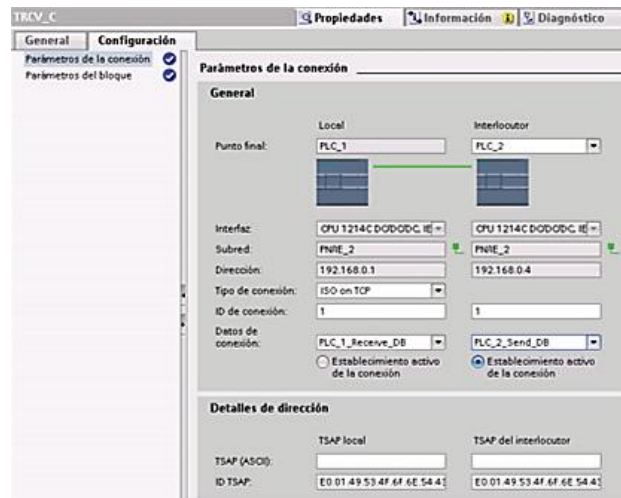 TRCV_C
Propiedades Información Diagnóstico
General Configuración
Parámetros de la conexión
Parámetros del bloque
Parámetros de la conexión
General
Local Interlocutor
Punto final: PLC_1 PLC_2
Interfaz: CPU 1214C DC/DC/DC, IE CPU 1214C DC/DC/DC, IE
Subred: PN/IE_2 PN/IE_2
Dirección: 192.168.0.1 192.168.0.4
Tipo de conexión: ISO on TCP
ID de conexión: 1 1
Datos de
conexión: PLC_1_Receive_DB PLC_2_Send_DB
Establecimiento activo Establecimiento activo
de la conexión de la conexión
Detalles de dirección
TSAP local TSAP del interlocutor
TSAP (ASCII):
ID TSAP: E0.01.49.53.4F.6F.6E.54.43 E0.01.49.53.4F.6F.6E.54.43